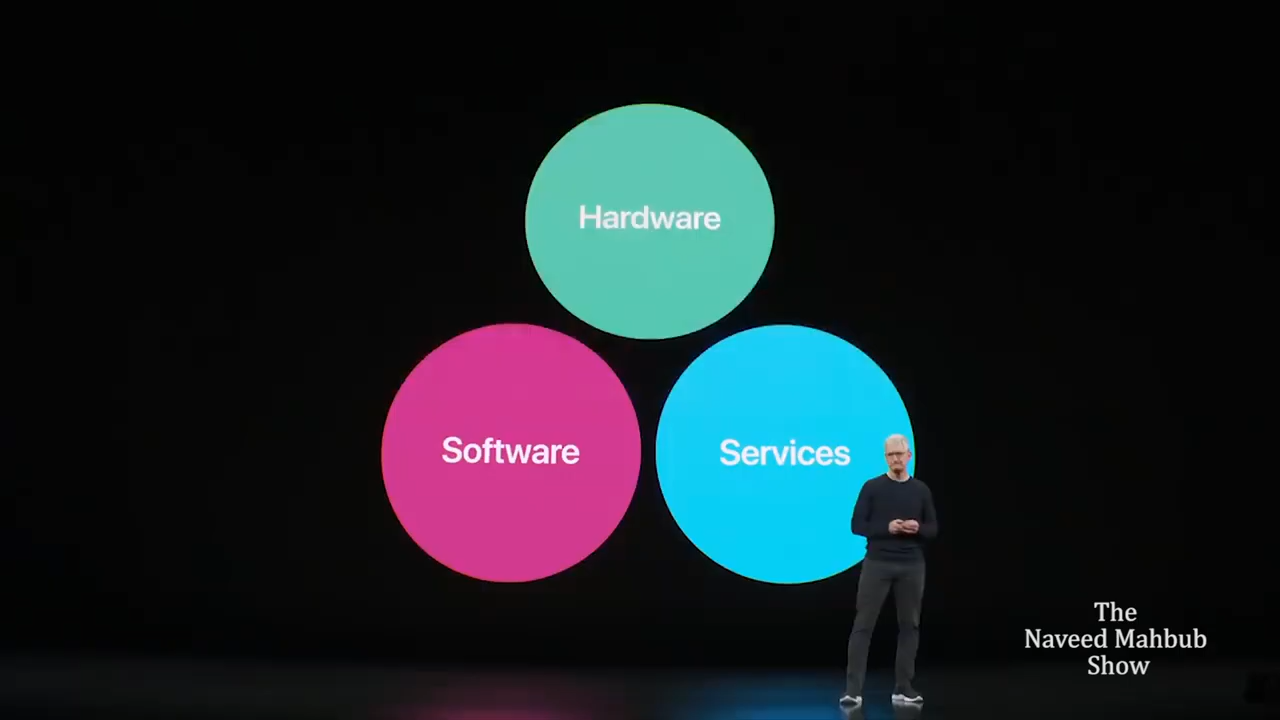 Hardware
Software
Services
The
Naveed Mahbub
Show